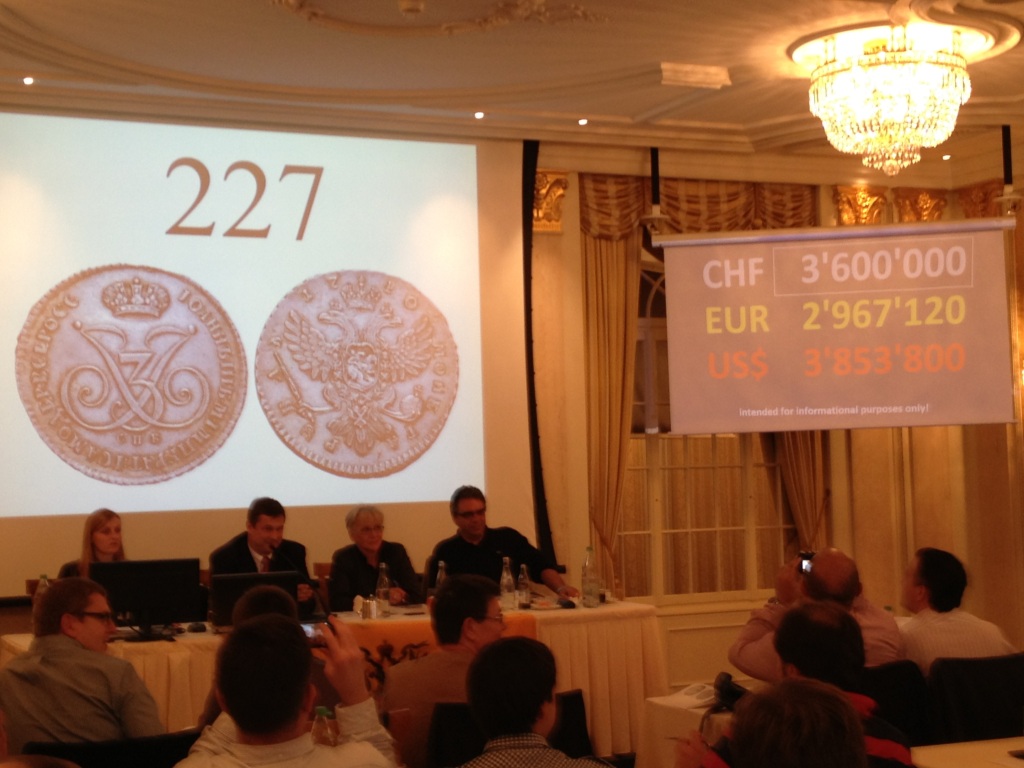 227
CHF 3'600'000
EUR 2'967'120
US$ 3'853'800
intended for informational purposes only!